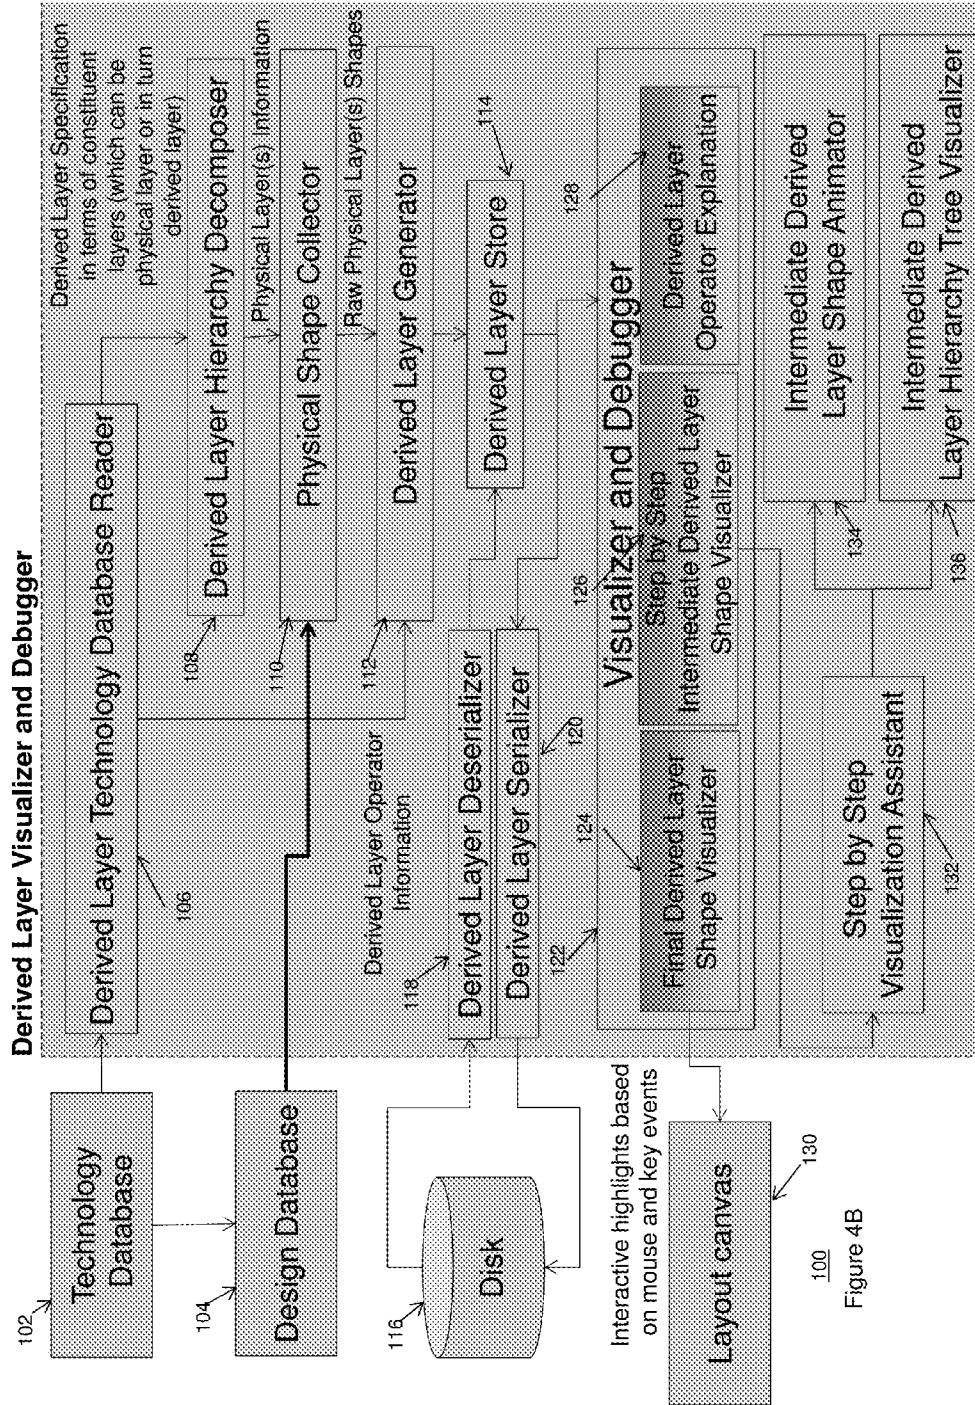 Derived Layer Visualizer and Debugger
102
Technology
Database
104
Design Database
Derived Layer Technology Database Reader
106
Derived Layer Specification
in terms of constituent
layers (which can be
physical layer or in turn
derived layer)
108
Derived Layer Hierarchy Decomposer
Physical Layer(s) Information
110
Physical Shape Collector
Raw Physical Layer(s) Shapes
112
Derived Layer Generator
Derived Layer Operator
Information
114
Derived Layer Store
116
Disk
118
Derived Layer Deserializer
Derived Layer Serializer
120
122
Visualizer and Debugger
124
Final Derived Layer
Shape Visualizer
126
Step by Step
Intermediate Derived Layer
Shape Visualizer
128
Derived Layer
Operator Explanation
Interactive highlights based
on mouse and key events
Layout canvas
130
Step by Step
Visualization Assistant
132
Intermediate Derived
Layer Shape Animator
134
Intermediate Derived
Layer Hierarchy Tree Visualizer
136
100
Figure 4B